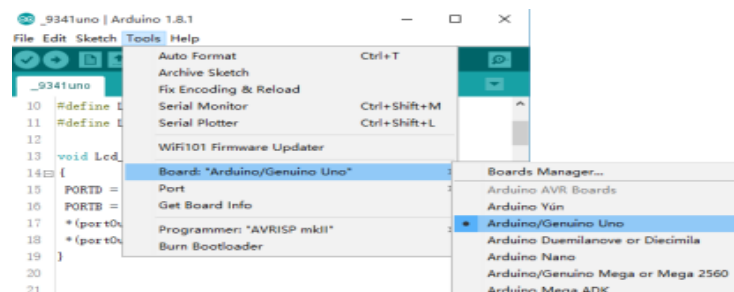 _9341uno | Arduino 1.8.1
File Edit Sketch Tools Help
_9341uno
Auto Format Ctrl+T
Archive Sketch
Fix Encoding & Reload
Serial Monitor Ctrl+Shift+M
Serial Plotter Ctrl+Shift+L
WiFi101 Firmware Updater
Board: "Arduino/Genuino Uno"
Port
Get Board Info
Programmer: "AVRISP mkII"
Burn Bootloader
Boards Manager...
Arduino AVR Boards
Arduino Yún
Arduino/Genuino Uno
Arduino Duemilanove or Diecimila
Arduino Nano
Arduino/Genuino Mega or Mega 2560
Arduino Mega ADK
10 #define
11 #define
12
13 void Lcd_
14 {
15 PORTD =
16 PORTB =
17 *(portOu
18 *(portOu
19 }
20
21